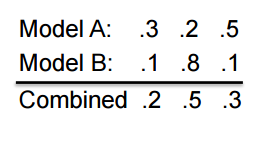 Model A: .3 .2 .5
Model B: .1 .8 .1
Combined .2 .5 .3